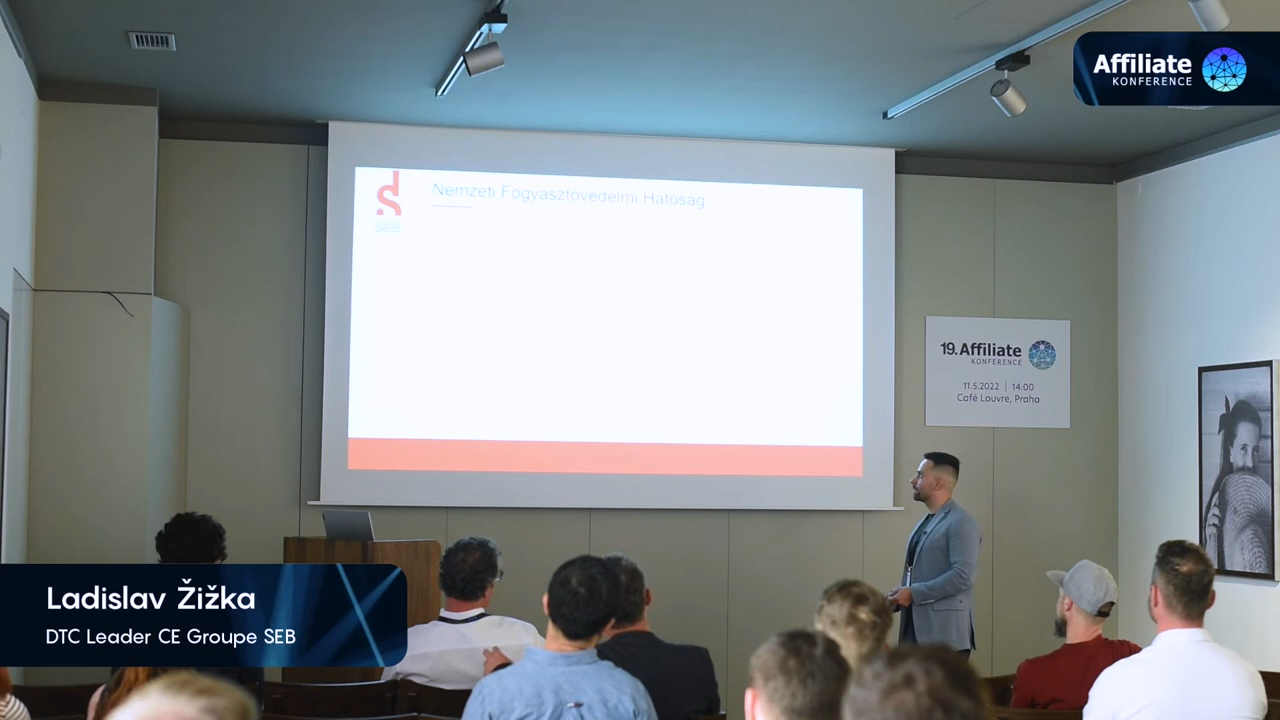 Affiliate
KONFERENCE
SEB
Nemzeti Fogyasztóvédelmi Hatóság
19. Affiliate
KONFERENCE
11.5.2022 | 14:00
Café Louvre, Praha
Ladislav Žižka
DTC Leader CE Groupe SEB